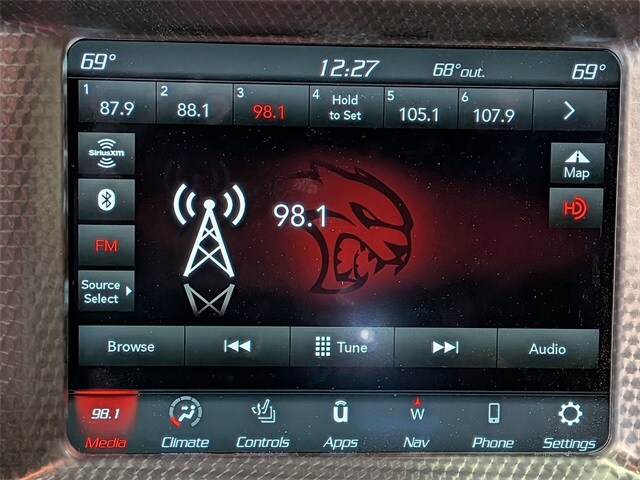 69° 12:27 68°out. 69°
1 87.9 2 88.1 3 98.1 4 Hold to Set 5 105.1 6 107.9
SiriusXM
Map
98.1
HD
FM
Source
Select
Browse Tune Audio
98.1 u W
Media Climate Controls Apps Nav Phone Settings